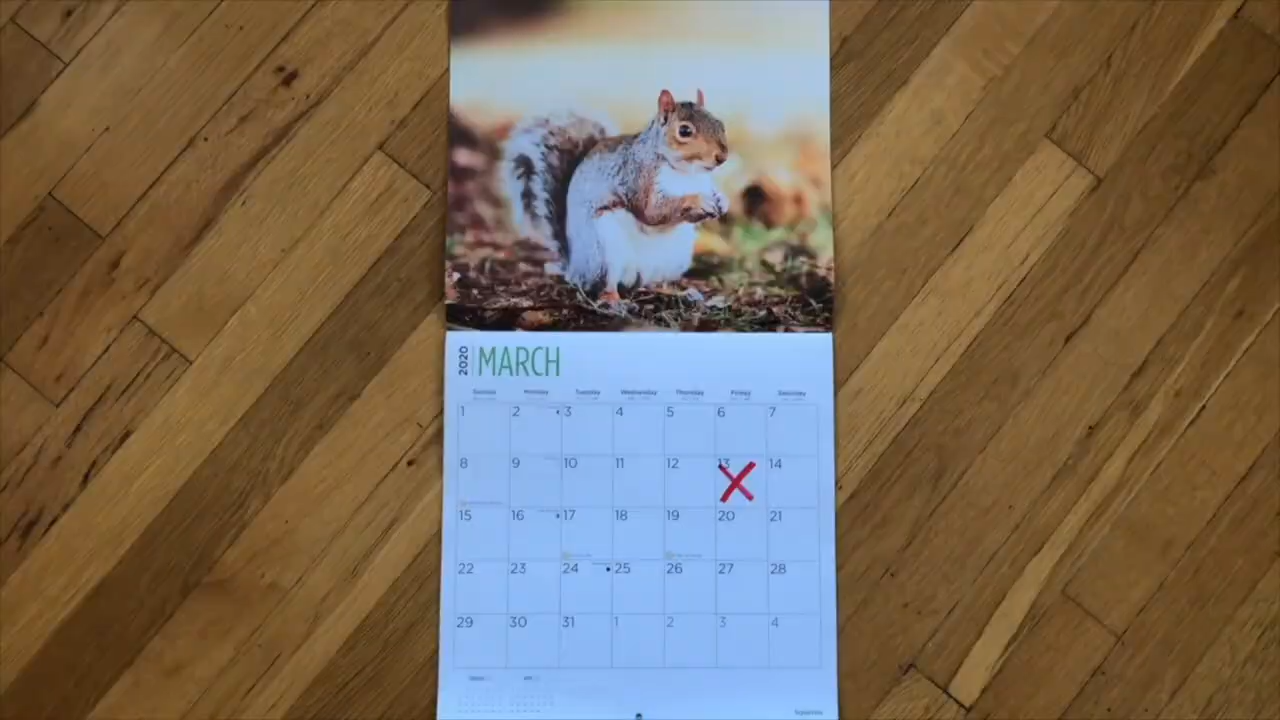 2020 MARCH
Sunday Monday Tuesday Wednesday Thursday Friday Saturday
1 2 3 4 5 6 7
8 9 10 11 12 13 14
15 16 17 18 19 20 21
22 23 24 25 26 27 28
29 30 31 1 2 3 4